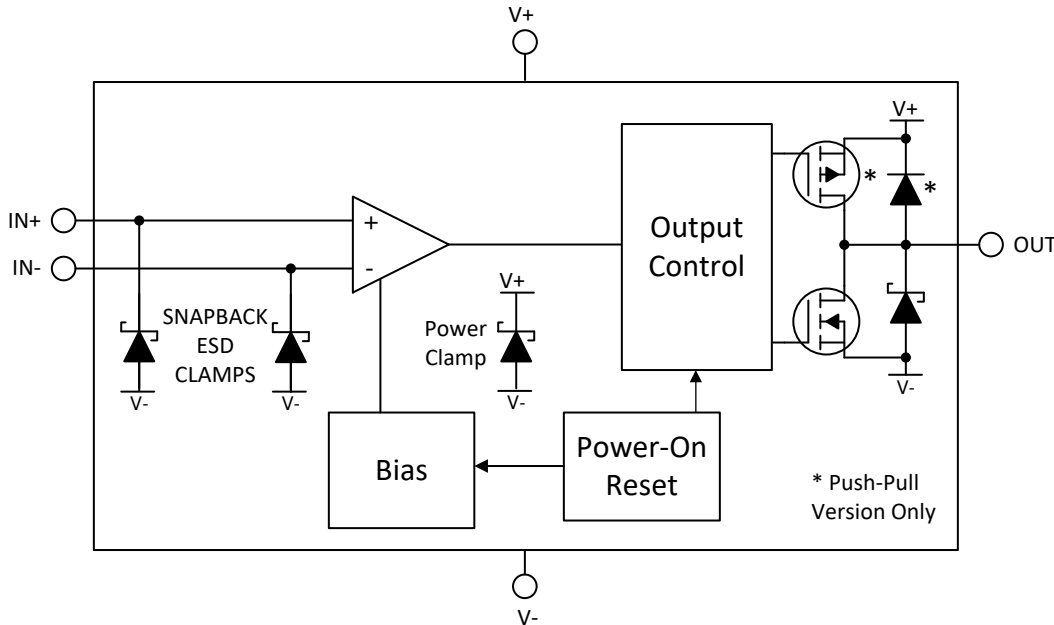 V+
V+
*
*
IN+
+
Output
Control
OUT
IN-
-
V+
SNAPBACK
ESD
CLAMPS
Power
Clamp
V-
V-
V-
V-
Bias
Power-On
Reset
* Push-Pull
Version Only
V-